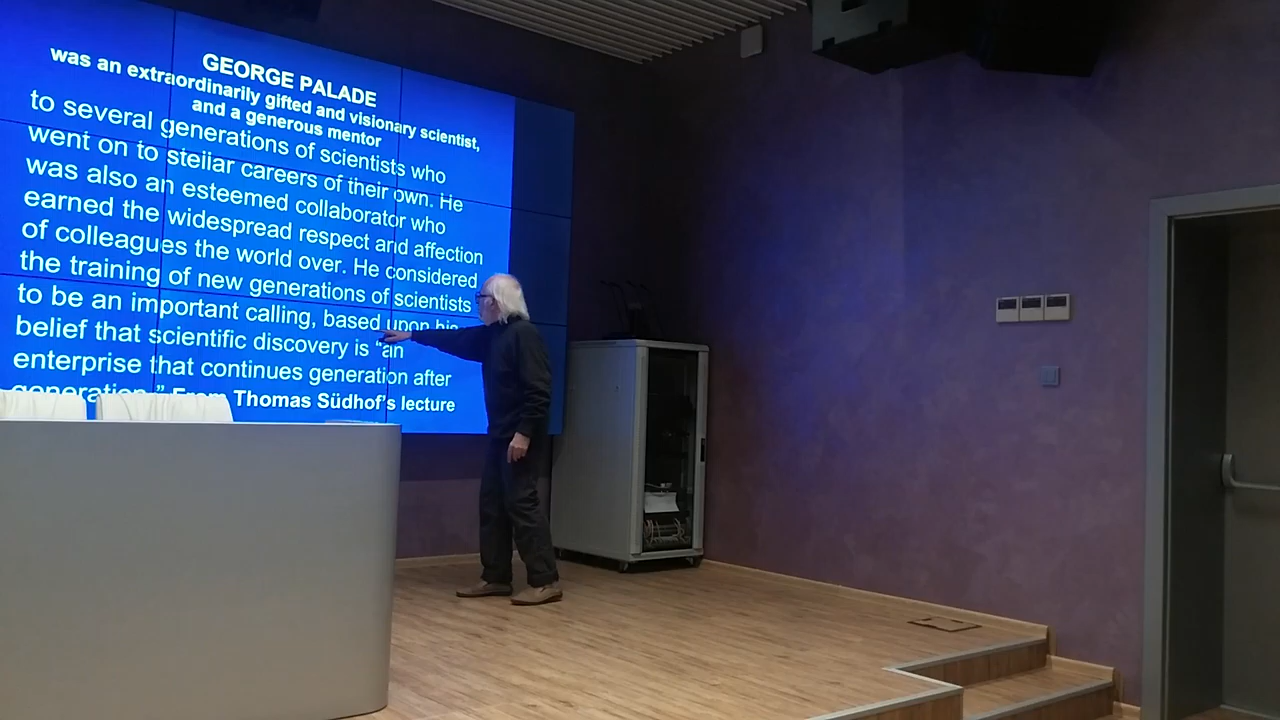 GEORGE PALADE
was an extraordinarily gifted and visionary scientist,
and a generous mentor
to several generations of scientists who
went on to stellar careers of their own. He
was also an esteemed collaborator who
earned the widespread respect and affection
of colleagues the world over. He considered
the training of new generations of scientists
to be an important calling, based upon his
belief that scientific discovery is “an
enterprise that continues generation after
generation.” From Thomas Südhof’s lecture